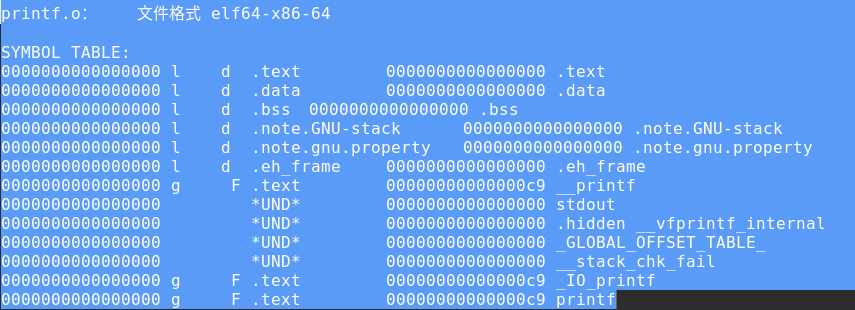 printf.o：     文件格式 elf64-x86-64

SYMBOL TABLE:
0000000000000000 l    d  .text	0000000000000000 .text
0000000000000000 l    d  .data	0000000000000000 .data
0000000000000000 l    d  .bss	0000000000000000 .bss
0000000000000000 l    d  .note.GNU-stack	0000000000000000 .note.GNU-stack
0000000000000000 l    d  .note.gnu.property	0000000000000000 .note.gnu.property
0000000000000000 l    d  .eh_frame	0000000000000000 .eh_frame
0000000000000000 g     F .text	00000000000000c9 __printf
0000000000000000         *UND*	0000000000000000 stdout
0000000000000000         *UND*	0000000000000000 .hidden __vfprintf_internal
0000000000000000         *UND*	0000000000000000 _GLOBAL_OFFSET_TABLE_
0000000000000000         *UND*	0000000000000000 __stack_chk_fail
0000000000000000 g     F .text	00000000000000c9 _IO_printf
0000000000000000 g     F .text	00000000000000c9 printf